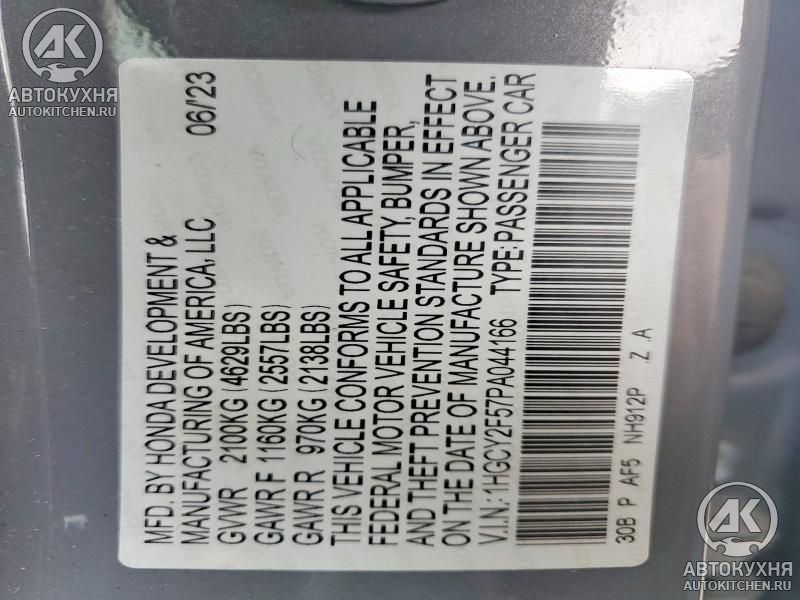 AK
АВТОКУХНЯ
AUTOKITCHEN.RU
MFD. BY HONDA DEVELOPMENT & 06/'23
MANUFACTURING OF AMERICA, LLC
GVWR 2100KG (4629LBS)
GAWR F 1160KG (2557LBS)
GAWR R 970KG (2138LBS)
THIS VEHICLE CONFORMS TO ALL APPLICABLE
FEDERAL MOTOR VEHICLE SAFETY, BUMPER,
AND THEFT PREVENTION STANDARDS IN EFFECT
ON THE DATE OF MANUFACTURE SHOWN ABOVE.
V.I.N.: 1HGCY2F57PA044166 TYPE: PASSENGER CAR
30B P AF5 NH912P .Z .A
AK
АВТОКУХНЯ
AUTOKITCHEN.RU